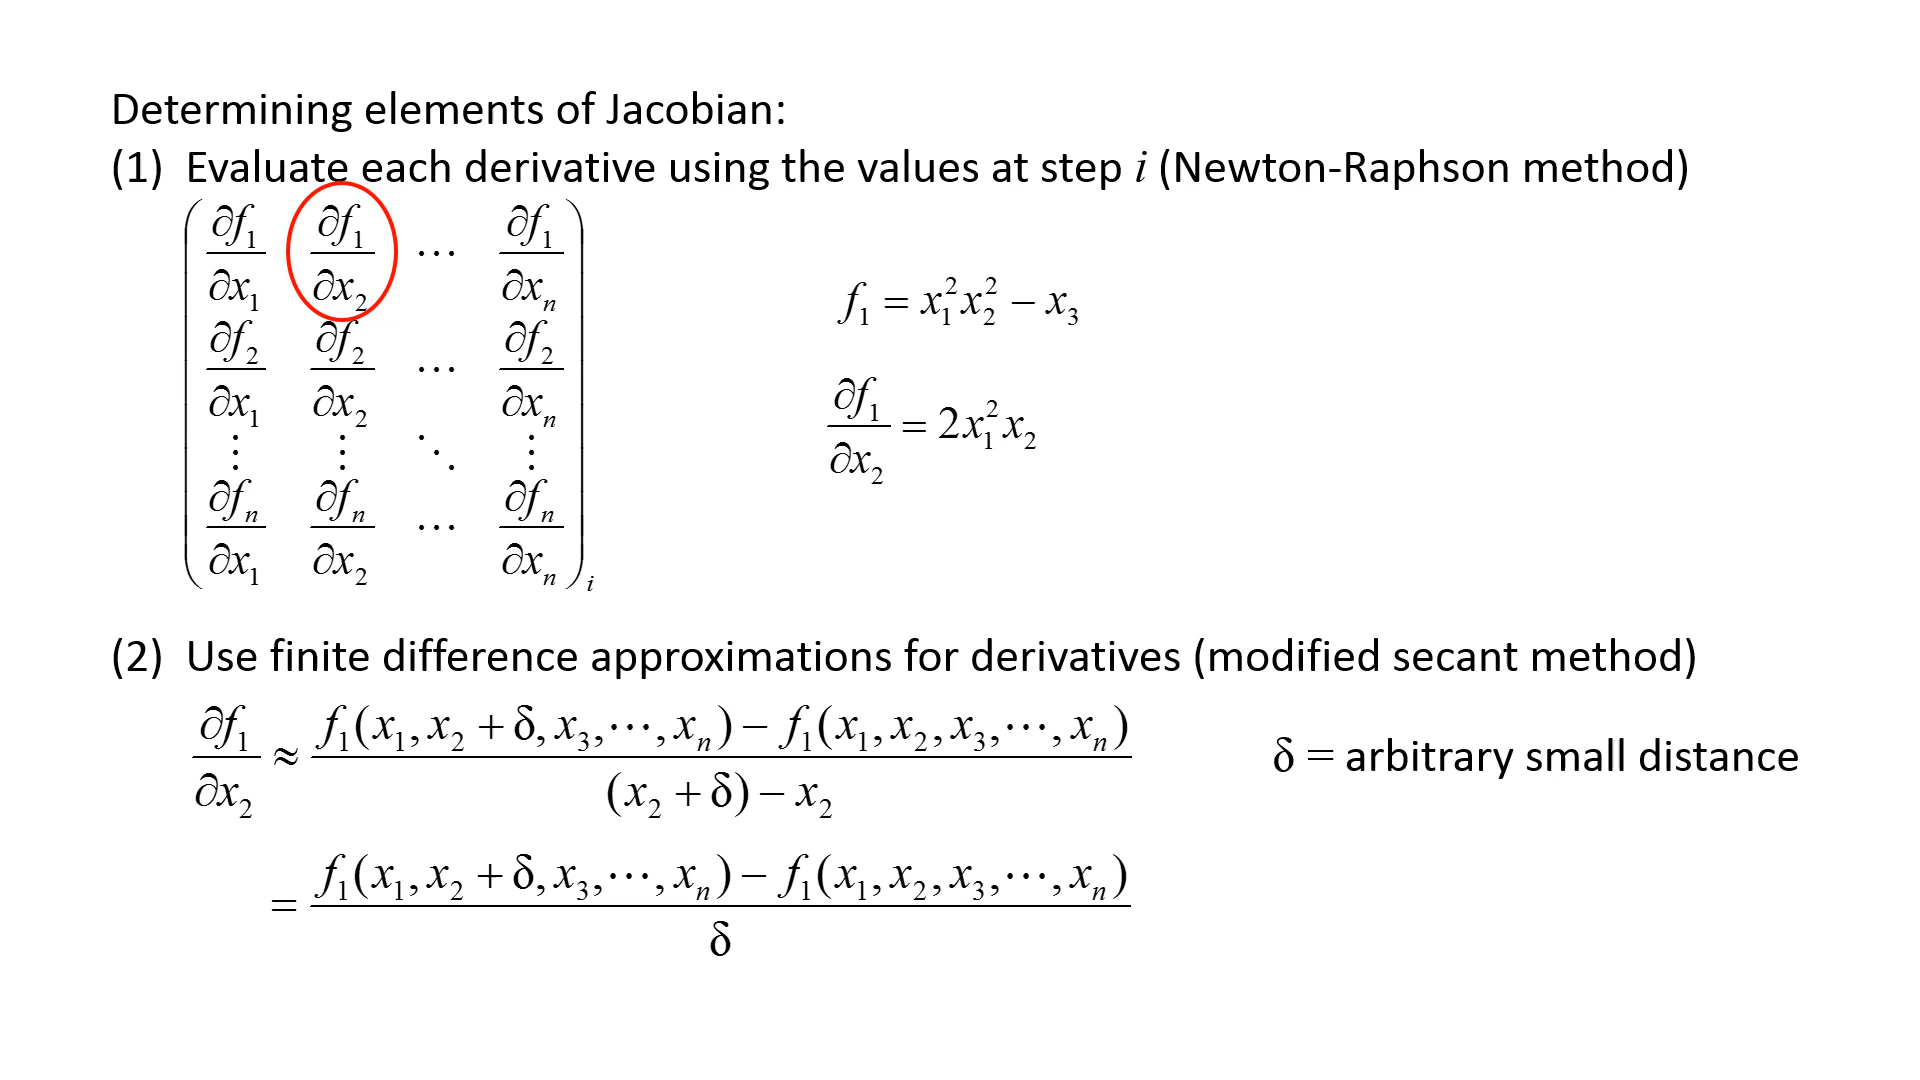 Determining elements of Jacobian:
(1) Evaluate each derivative using the values at step i (Newton-Raphson method)
∂f₁/∂x₁ ∂f₁/∂x₂ ⋯ ∂f₁/∂xₙ
∂f₂/∂x₁ ∂f₂/∂x₂ ⋯ ∂f₂/∂xₙ
⋮ ⋮ ⋱ ⋮
∂fₙ/∂x₁ ∂fₙ/∂x₂ ⋯ ∂fₙ/∂xₙ
i
f₁ = x₁²x₂² − x₃
∂f₁/∂x₂ = 2x₁²x₂
(2) Use finite difference approximations for derivatives (modified secant method)
∂f₁/∂x₂ ≈ f₁(x₁, x₂ + δ, x₃, ⋯, xₙ) − f₁(x₁, x₂, x₃, ⋯, xₙ) / (x₂ + δ) − x₂
δ = arbitrary small distance
= f₁(x₁, x₂ + δ, x₃, ⋯, xₙ) − f₁(x₁, x₂, x₃, ⋯, xₙ) / δ